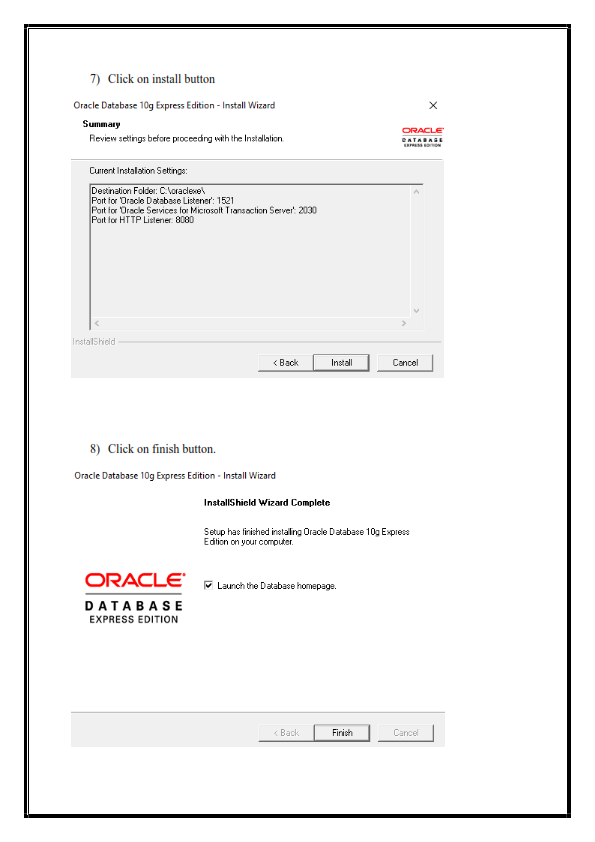 7) Click on install button
Oracle Database 10g Express Edition - Install Wizard
Summary
Review settings before proceeding with the Installation.
ORACLE
DATABASE
EXPRESS EDITION
Current Installation Settings:
Destination Folder: C:\oraclexe\
Port for 'Oracle Database Listener': 1521
Port for 'Oracle Services for Microsoft Transaction Server': 2030
Port for HTTP Listener: 8080
InstallShield
< Back Install Cancel
8) Click on finish button.
Oracle Database 10g Express Edition - Install Wizard
InstallShield Wizard Complete
Setup has finished installing Oracle Database 10g Express
Edition on your computer.
ORACLE
DATABASE
EXPRESS EDITION
Launch the Database homepage.
< Back Finish Cancel